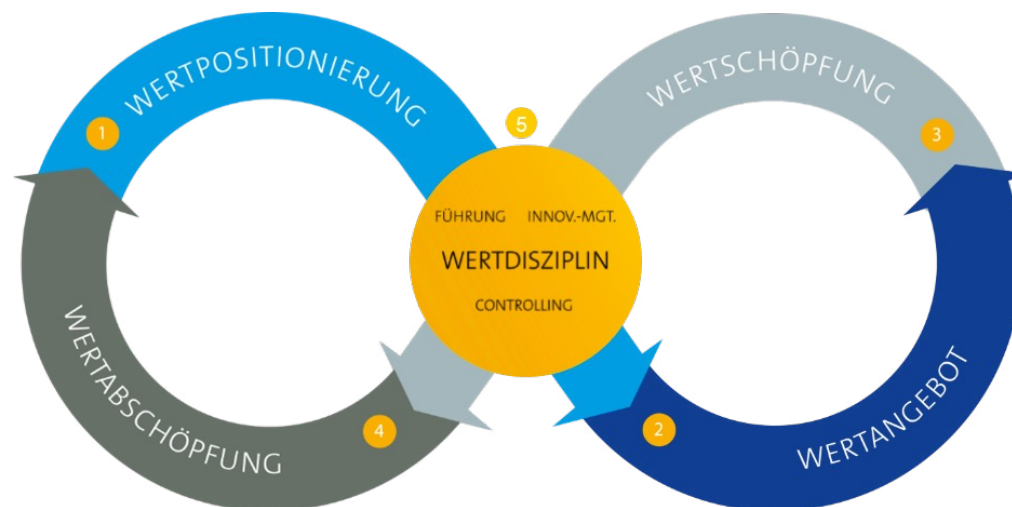 1
WERTPOSITIONIERUNG
5
WERTSCHÖPFUNG
3
FÜHRUNG INNOV.-MGT.
WERTDISZIPLIN
CONTROLLING
WERTABSCHÖPFUNG
4
2
WERTANGEBOT